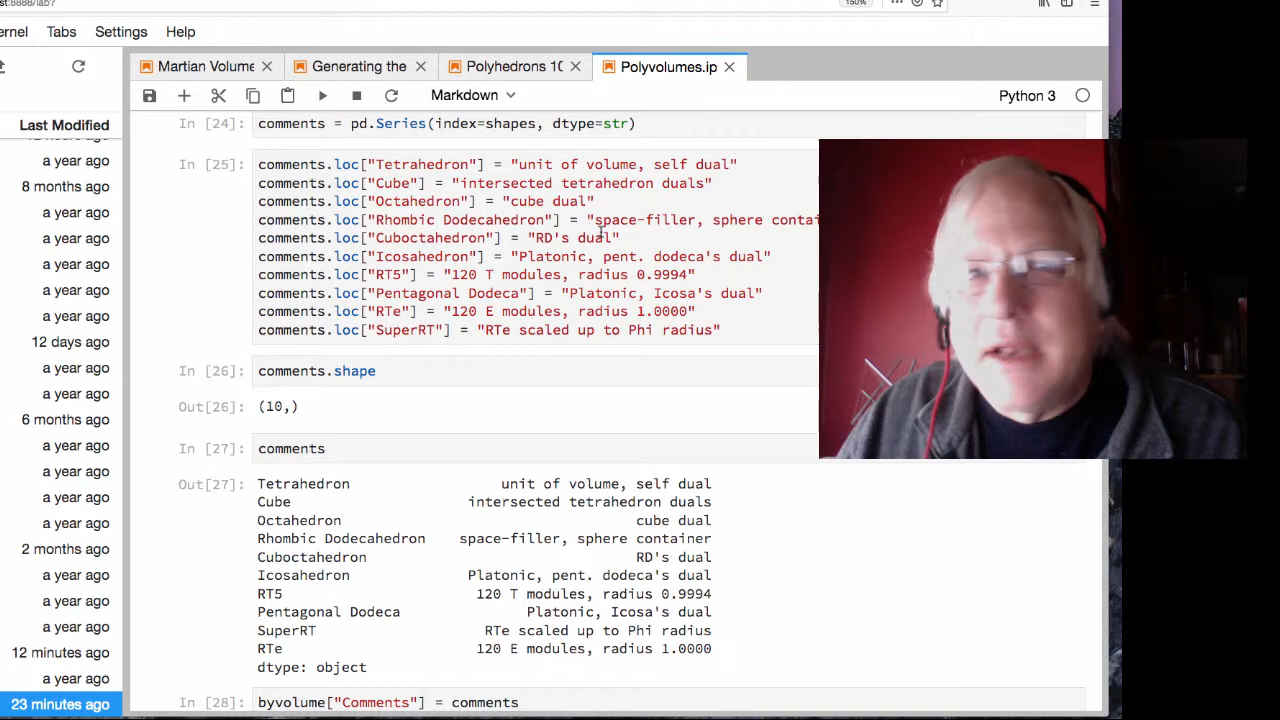 st:8888/lab?
150%
ernel Tabs Settings Help
Martian Volume
Generating the
Polyhedrons 10
Polyvolumes.ip
Markdown
Python 3
Last Modified
a year ago
8 months ago
a year ago
a year ago
a year ago
a year ago
a year ago
12 days ago
a year ago
a year ago
6 months ago
a year ago
a year ago
a year ago
a year ago
2 months ago
a year ago
a year ago
a year ago
12 minutes ago
a year ago
23 minutes ago
In [24]: comments = pd.Series(index=shapes, dtype=str)
In [25]: comments.loc["Tetrahedron"] = "unit of volume, self dual"
comments.loc["Cube"] = "intersected tetrahedron duals"
comments.loc["Octahedron"] = "cube dual"
comments.loc["Rhombic Dodecahedron"] = "space-filler, sphere contai
comments.loc["Cuboctahedron"] = "RD's dual"
comments.loc["Icosahedron"] = "Platonic, pent. dodeca's dual"
comments.loc["RT5"] = "120 T modules, radius 0.9994"
comments.loc["Pentagonal Dodeca"] = "Platonic, Icosa's dual"
comments.loc["RTe"] = "120 E modules, radius 1.0000"
comments.loc["SuperRT"] = "RTe scaled up to Phi radius"
In [26]: comments.shape
Out[26]: (10,)
In [27]: comments
Out[27]: Tetrahedron unit of volume, self dual
Cube intersected tetrahedron duals
Octahedron cube dual
Rhombic Dodecahedron space-filler, sphere container
Cuboctahedron RD's dual
Icosahedron Platonic, pent. dodeca's dual
RT5 120 T modules, radius 0.9994
Pentagonal Dodeca Platonic, Icosa's dual
SuperRT RTe scaled up to Phi radius
RTe 120 E modules, radius 1.0000
dtype: object
In [28]: byvolume["Comments"] = comments